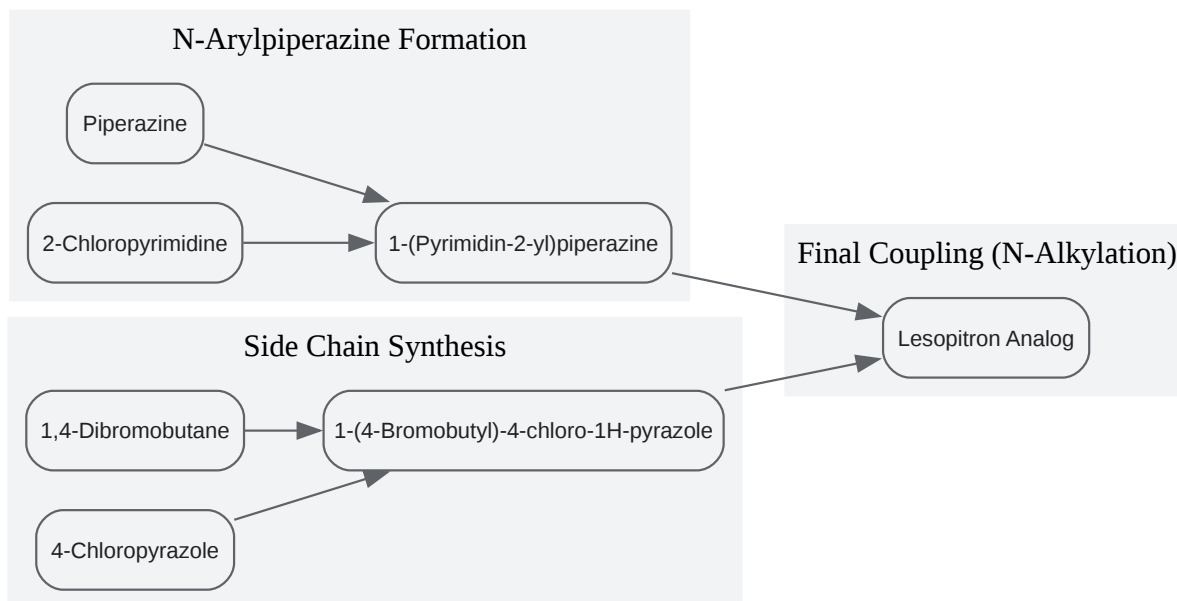 N-Arylpiperazine Formation
Piperazine
2-Chloropyrimidine
1-(Pyrimidin-2-yl)piperazine
Final Coupling (N-Alkylation)
Lesopitron Analog
Side Chain Synthesis
1,4-Dibromobutane
1-(4-Bromobutyl)-4-chloro-1H-pyrazole
4-Chloropyrazole